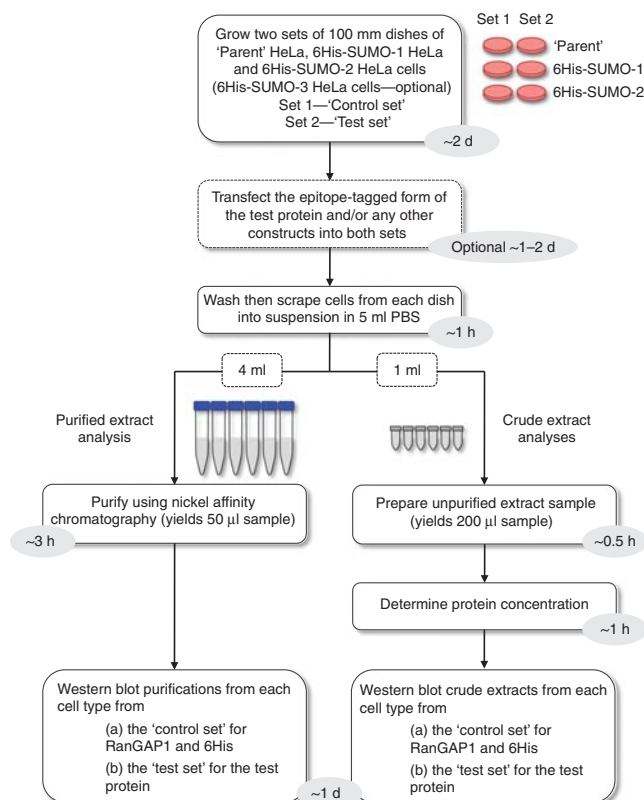 Grow two sets of 100 mm dishes of
‘Parent’ HeLa, 6His-SUMO-1 HeLa
and 6His-SUMO-2 HeLa cells
(6His-SUMO-3 HeLa cells—optional)
Set 1—‘Control set’
Set 2—‘Test set’
~2 d
Set 1 Set 2
‘Parent’
6His-SUMO-1
6His-SUMO-2
Transfect the epitope-tagged form of
the test protein and/or any other
constructs into both sets
Optional ~1–2 d
Wash then scrape cells from each dish
into suspension in 5 ml PBS
~1 h
4 ml
1 ml
Purified extract
analysis
Crude extract
analyses
Purify using nickel affinity
chromatography (yields 50 µl sample)
~3 h
Prepare unpurified extract sample
(yields 200 µl sample)
~0.5 h
Determine protein concentration
~1 h
Western blot purifications from each
cell type from
(a) the ‘control set’ for
RanGAP1 and 6His
(b) the ‘test set’ for the test
protein
Western blot crude extracts from each
cell type from
(a) the ‘control set’ for
RanGAP1 and 6His
(b) the ‘test set’ for the test
protein
~1 d